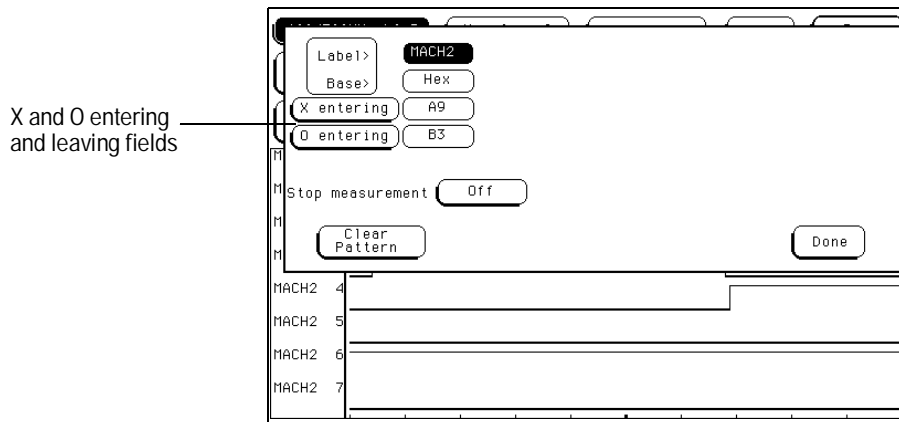 Label> MACH2
Base> Hex
X entering A9
O entering B3
X and O entering
and leaving fields
Stop measurement Off
Clear
Pattern
Done
MACH2 4
MACH2 5
MACH2 6
MACH2 7